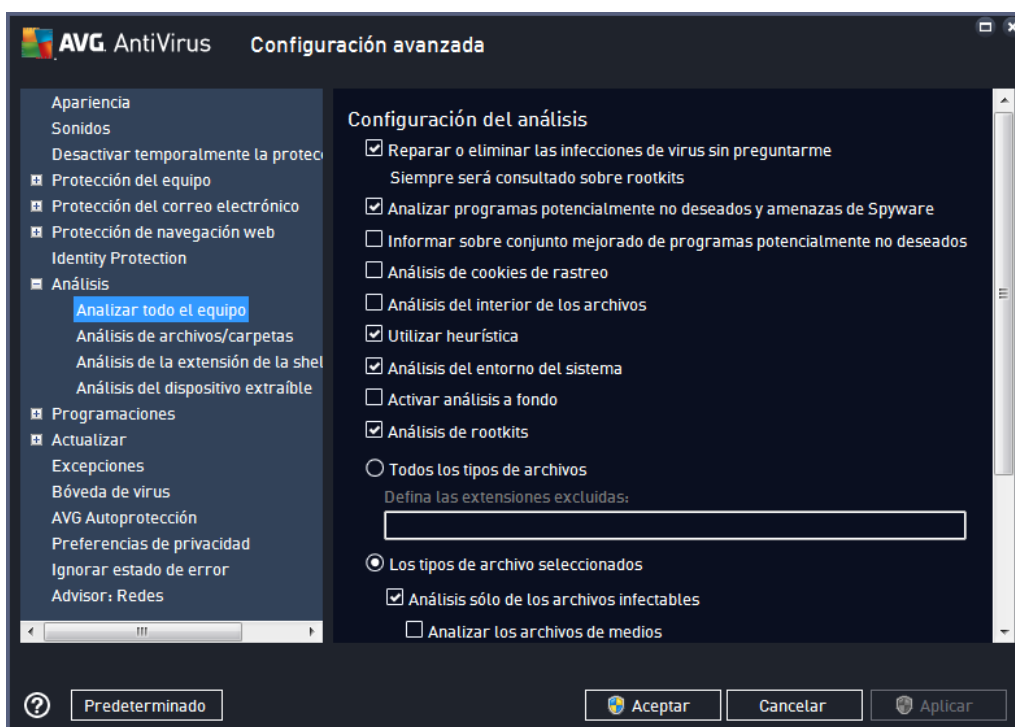 AVG. AntiVirus Configuración avanzada
Apariencia
Sonidos
Desactivar temporalmente la protec
Protección del equipo
Protección del correo electrónico
Protección de navegación web
Identity Protection
Análisis
Analizar todo el equipo
Análisis de archivos/carpetas
Análisis de la extensión de la shel
Análisis del dispositivo extraíble
Programaciones
Actualizar
Excepciones
Bóveda de virus
AVG Autoprotección
Preferencias de privacidad
Ignorar estado de error
Advisor: Redes
Configuración del análisis
Reparar o eliminar las infecciones de virus sin preguntarme
Siempre será consultado sobre rootkits
Analizar programas potencialmente no deseados y amenazas de Spyware
Informar sobre conjunto mejorado de programas potencialmente no deseados
Análisis de cookies de rastreo
Análisis del interior de los archivos
Utilizar heurística
Análisis del entorno del sistema
Activar análisis a fondo
Análisis de rootkits
Todos los tipos de archivos
Defina las extensiones excluidas:
Los tipos de archivo seleccionados
Análisis sólo de los archivos infectables
Analizar los archivos de medios
? Predeterminado Aceptar Cancelar Aplicar